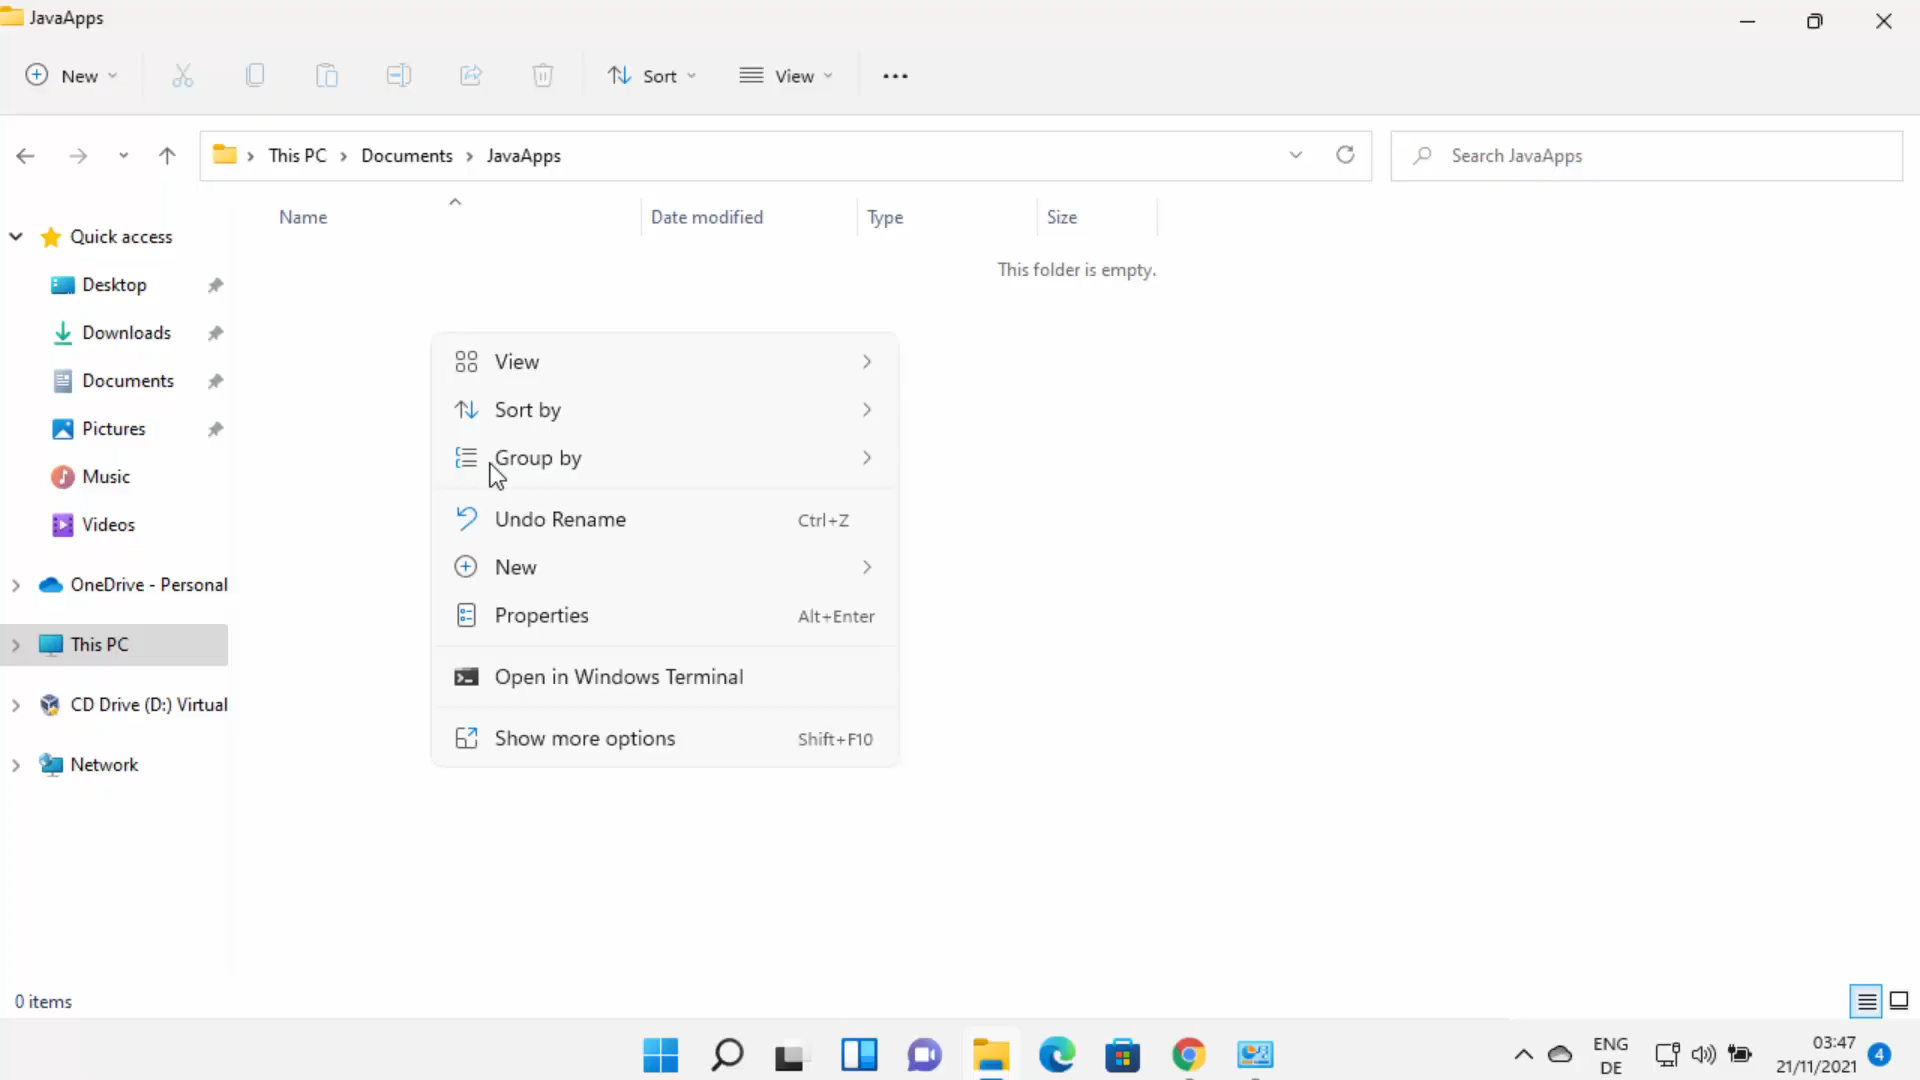 JavaApps
New
Sort
View
This PC
Documents
JavaApps
Search JavaApps
Name
Date modified
Type
Size
This folder is empty.
Quick access
Desktop
Downloads
Documents
Pictures
Music
Videos
OneDrive - Personal
This PC
CD Drive (D:) Virtual
Network
View
Sort by
Group by
Undo Rename Ctrl+Z
New
Properties Alt+Enter
Open in Windows Terminal
Show more options Shift+F10
0 items
ENG
DE
03:47
21/11/2021
4